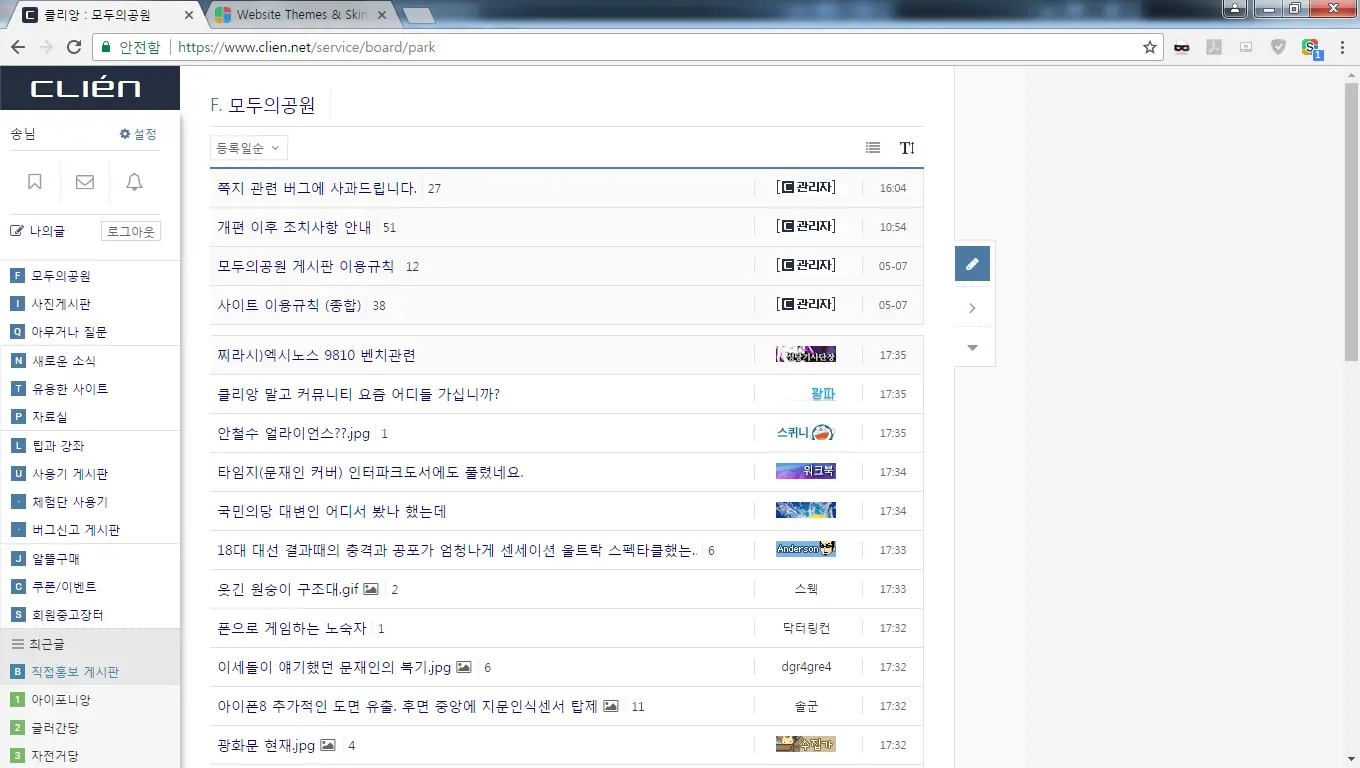 클리앙 : 모두의공원
Website Themes & Skin
안전함 https://www.clien.net/service/board/park
CLIÉN
송님 설정
나의글 로그아웃
F 모두의공원
I 사진게시판
Q 아무거나 질문
N 새로운 소식
T 유용한 사이트
P 자료실
L 팁과 강좌
U 사용기 게시판
· 체험단 사용기
· 버그신고 게시판
J 알뜰구매
C 쿠폰/이벤트
S 회원중고장터
최근글
B 직접홍보 게시판
1 아이포니앙
2 굴러간당
3 자전거당
F. 모두의공원
등록일순
쪽지 관련 버그에 사과드립니다. 27 [C 관리자] 16:04
개편 이후 조치사항 안내 51 [C 관리자] 10:54
모두의공원 게시판 이용규칙 12 [C 관리자] 05-07
사이트 이용규칙 (종합) 38 [C 관리자] 05-07
찌라시)엑시노스 9810 벤치관련 17:35
클리앙 말고 커뮤니티 요즘 어디들 가십니까? 팔파 17:35
안철수 얼라이언스??.jpg 1 스퀴니 17:35
타임지(문재인 커버) 인터파크도서에도 풀렸네요. 워크북 17:34
국민의당 대변인 어디서 봤나 했는데 17:34
18대 대선 결과때의 충격과 공포가 엄청나게 센세이션 울트락 스펙타클했는.. 6 Anderson 17:33
웃긴 원숭이 구조대.gif 2 스웩 17:33
폰으로 게임하는 노숙자 1 닥터링컨 17:32
이세돌이 얘기했던 문재인의 복기.jpg 6 dgr4gre4 17:32
아이폰8 추가적인 도면 유출. 후면 중앙에 지문인식센서 탑제 11 솔군 17:32
광화문 현재.jpg 4 수집가 17:32